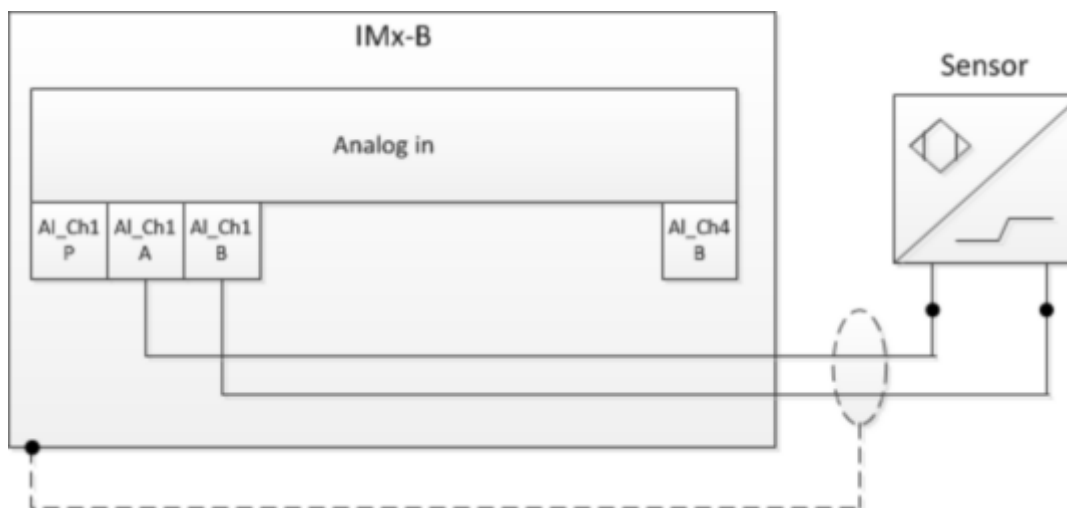 IMx-B
Sensor
Analog in
AI_Ch1
P
AI_Ch1
A
AI_Ch1
B
AI_Ch4
B